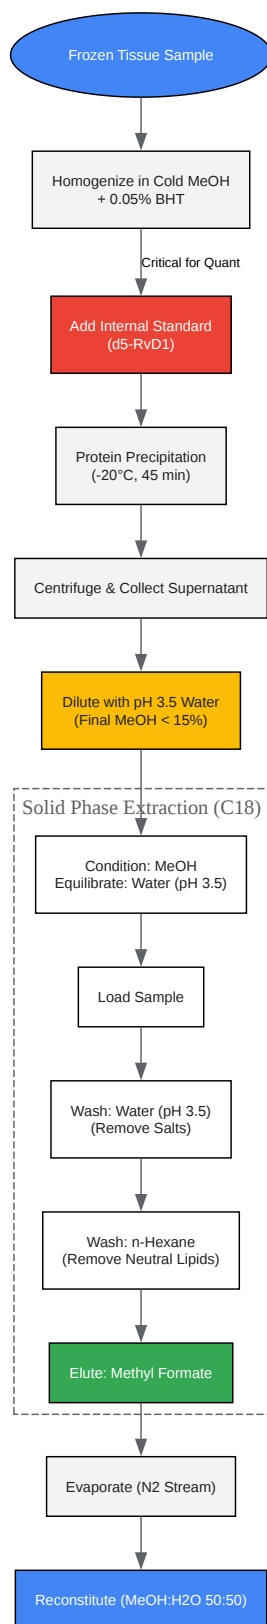 Frozen Tissue Sample
Homogenize in Cold MeOH
+ 0.05% BHT
Critical for Quant
Add Internal Standard
(d5-RvD1)
Protein Precipitation
(-20°C, 45 min)
Centrifuge & Collect Supernatant
Dilute with pH 3.5 Water
(Final MeOH < 15%)
Solid Phase Extraction (C18)
Condition: MeOH
Equilibrate: Water (pH 3.5)
Load Sample
Wash: Water (pH 3.5)
(Remove Salts)
Wash: n-Hexane
(Remove Neutral Lipids)
Elute: Methyl Formate
Evaporate (N2 Stream)
Reconstitute (MeOH:H2O 50:50)